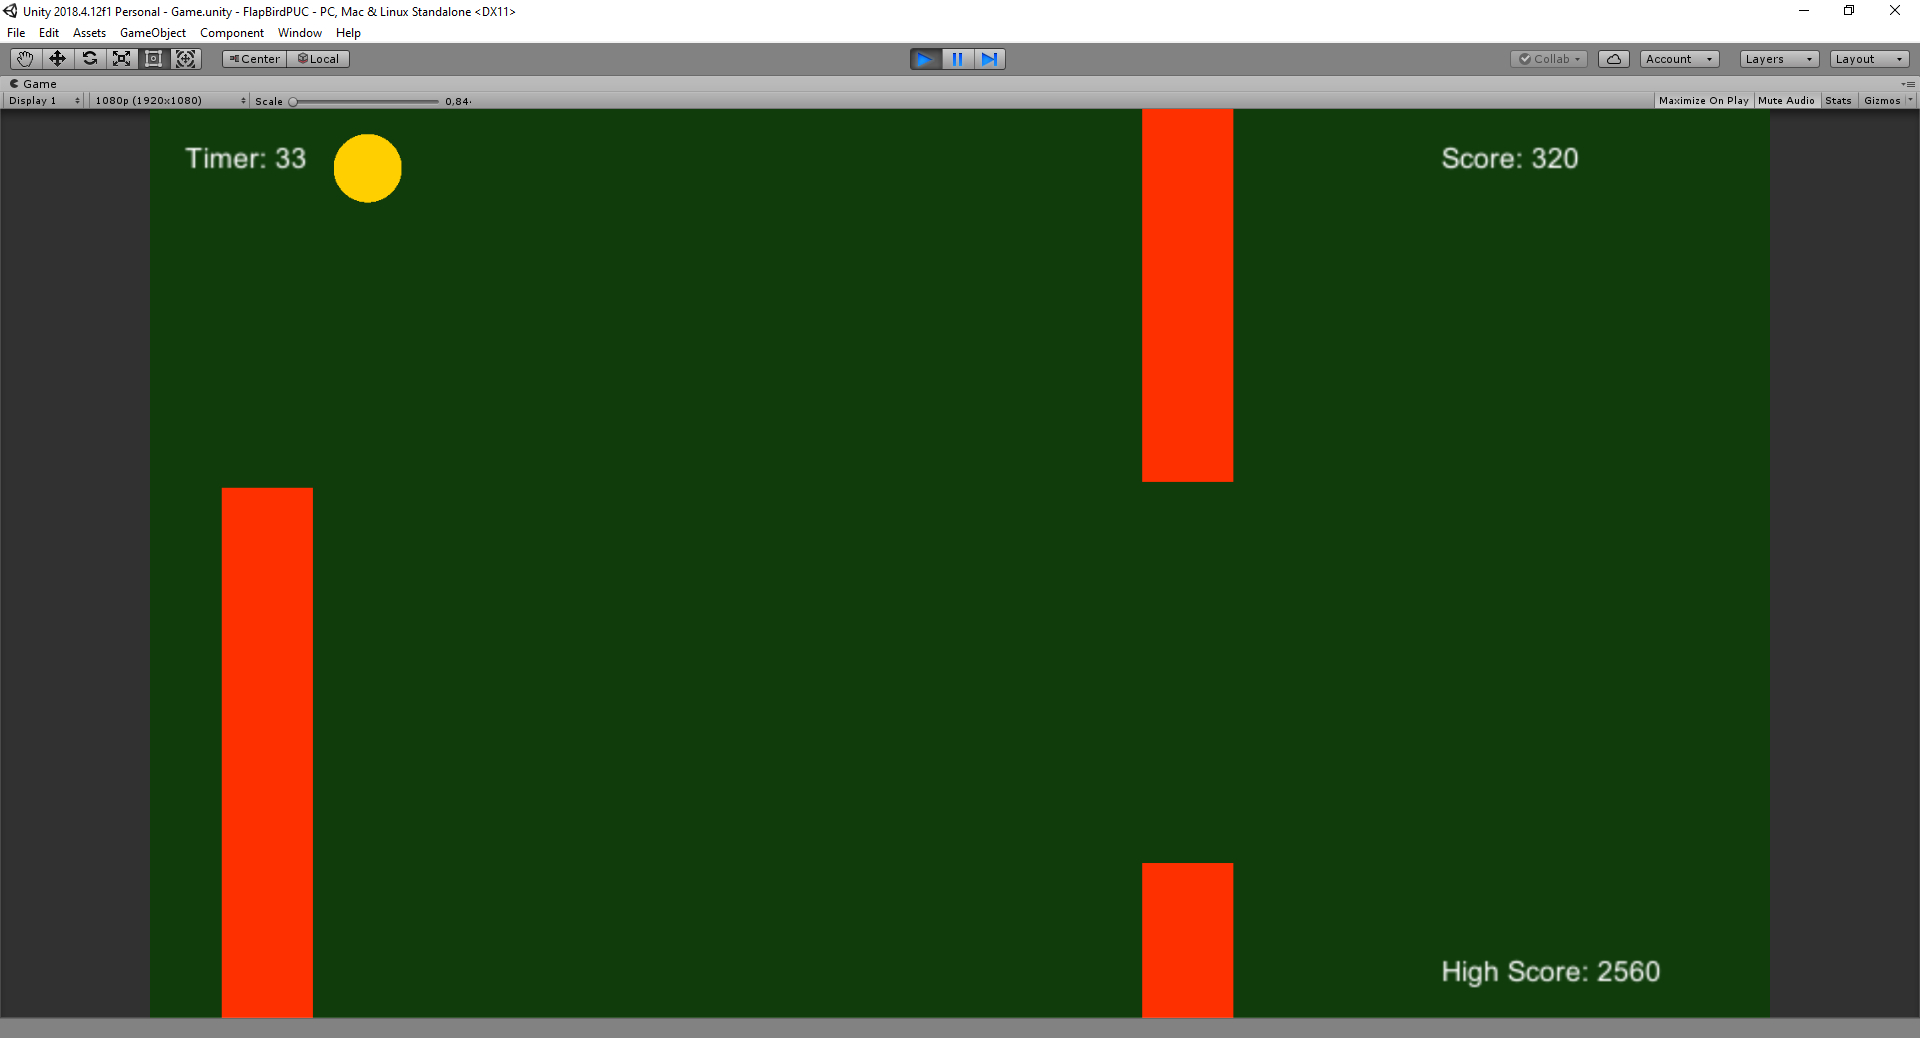 Unity 2018.4.12f1 Personal - Game.unity - FlapBirdPUC - PC, Mac & Linux Standalone <DX11>
File Edit Assets GameObject Component Window Help
Center Local Collab Account Layers Layout
Game
Display 1 1080p (1920x1080) Scale 0,84 Maximize On Play Mute Audio Stats Gizmos
Timer: 33 Score: 320
High Score: 2560